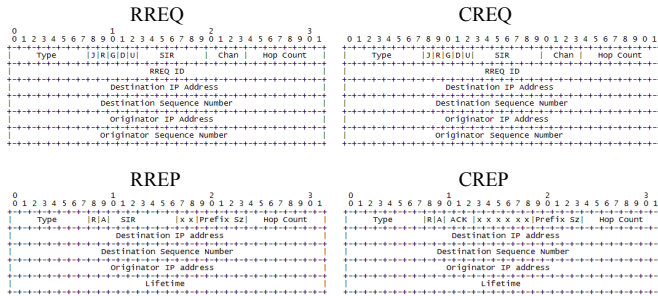 RREQ
0 1 2 3
0 1 2 3 4 5 6 7 8 9 0 1 2 3 4 5 6 7 8 9 0 1 2 3 4 5 6 7 8 9 0 1
| Type |J|R|G|D|U| SIR | Chan | Hop Count |
| RREQ ID |
| Destination IP Address |
| Destination Sequence Number |
| Originator IP Address |
| Originator Sequence Number |
CREQ
0 1 2 3
0 1 2 3 4 5 6 7 8 9 0 1 2 3 4 5 6 7 8 9 0 1 2 3 4 5 6 7 8 9 0 1
| Type |J|R|G|D|U| SIR | Chan | Hop Count |
| RREQ ID |
| Destination IP Address |
| Destination Sequence Number |
| Originator IP Address |
| Originator Sequence Number |
RREP
0 1 2 3
0 1 2 3 4 5 6 7 8 9 0 1 2 3 4 5 6 7 8 9 0 1 2 3 4 5 6 7 8 9 0 1
| Type |R|A| SIR |x x|Prefix Sz| Hop Count |
| Destination IP address |
| Destination Sequence Number |
| Originator IP address |
| Lifetime |
CREP
0 1 2 3
0 1 2 3 4 5 6 7 8 9 0 1 2 3 4 5 6 7 8 9 0 1 2 3 4 5 6 7 8 9 0 1
| Type |R|A| ACK |x x x x x x|Prefix Sz| Hop Count |
| Destination IP address |
| Destination Sequence Number |
| Originator IP address |
| Lifetime |